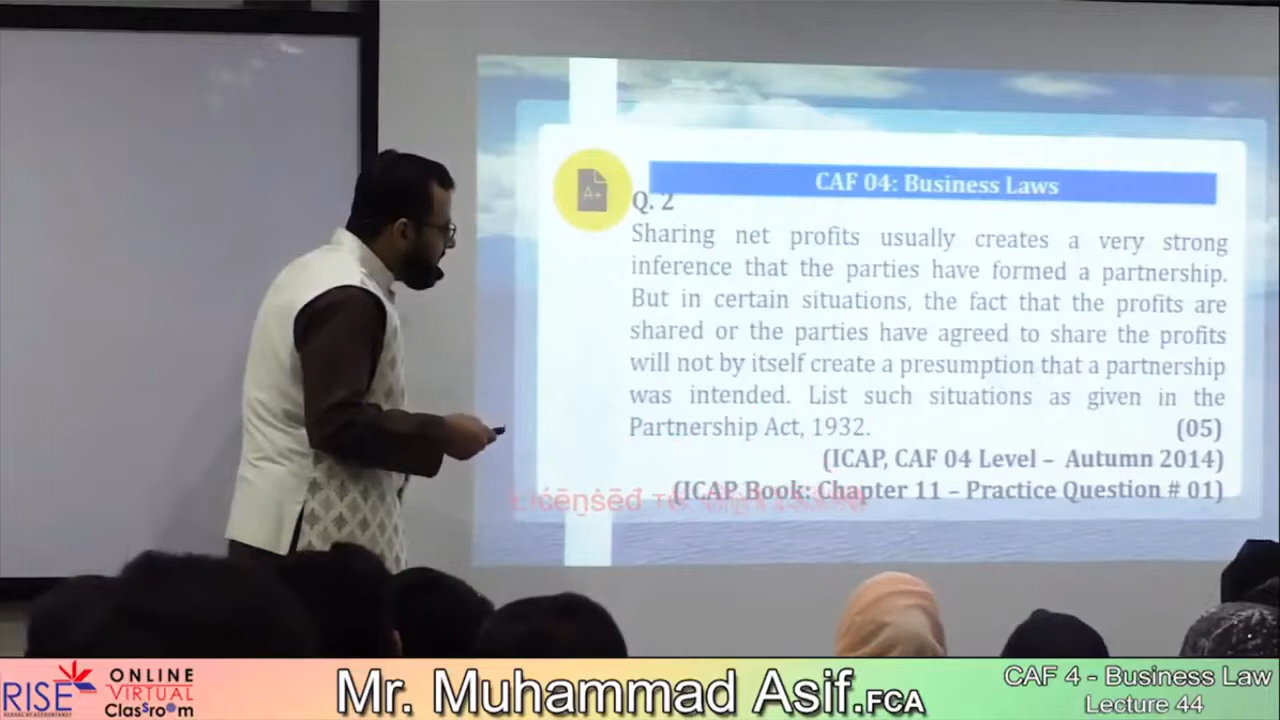 A+
CAF 04: Business Laws
Q. 2
Sharing net profits usually creates a very strong
inference that the parties have formed a partnership.
But in certain situations, the fact that the profits are
shared or the parties have agreed to share the profits
will not by itself create a presumption that a partnership
was intended. List such situations as given in the
Partnership Act, 1932. (05)
(ICAP, CAF 04 Level – Autumn 2014)
(ICAP Book: Chapter 11 – Practice Question # 01)
RISE
SCHOOL OF ACCOUNTANCY
ONLINE
VIRTUAL
ClassRoom
Mr. Muhammad Asif.FCA
CAF 4 - Business Law
Lecture 44